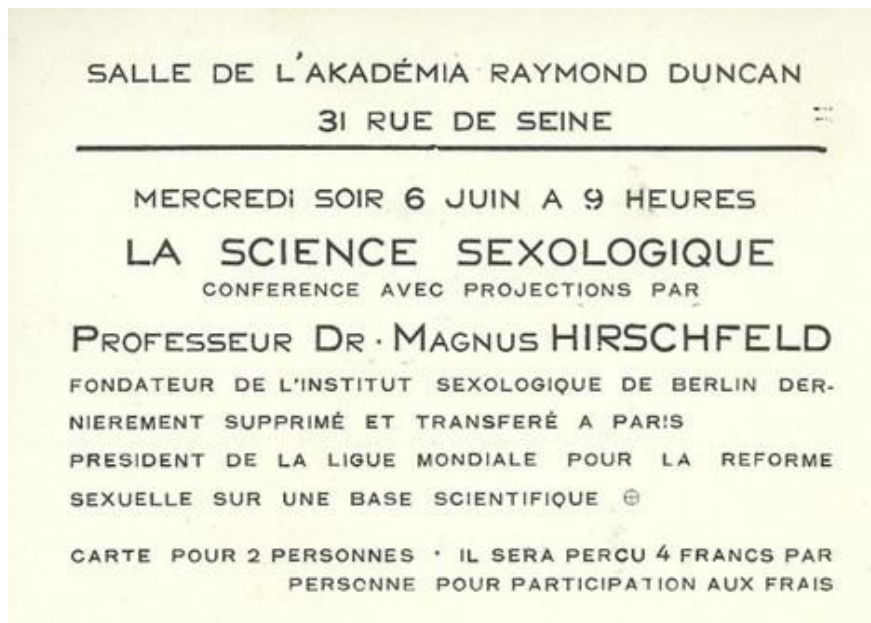 SALLE DE L'AKADÉMIA RAYMOND DUNCAN
31 RUE DE SEINE
MERCREDI SOIR 6 JUIN A 9 HEURES
LA SCIENCE SEXOLOGIQUE
CONFERENCE AVEC PROJECTIONS PAR
PROFESSEUR DR · MAGNUS HIRSCHFELD
FONDATEUR DE L'INSTITUT SEXOLOGIQUE DE BERLIN DER-
NIEREMENT SUPPRIMÉ ET TRANSFERÉ A PARIS
PRESIDENT DE LA LIGUE MONDIALE POUR LA REFORME
SEXUELLE SUR UNE BASE SCIENTIFIQUE ⊕
CARTE POUR 2 PERSONNES · IL SERA PERCU 4 FRANCS PAR
PERSONNE POUR PARTICIPATION AUX FRAIS